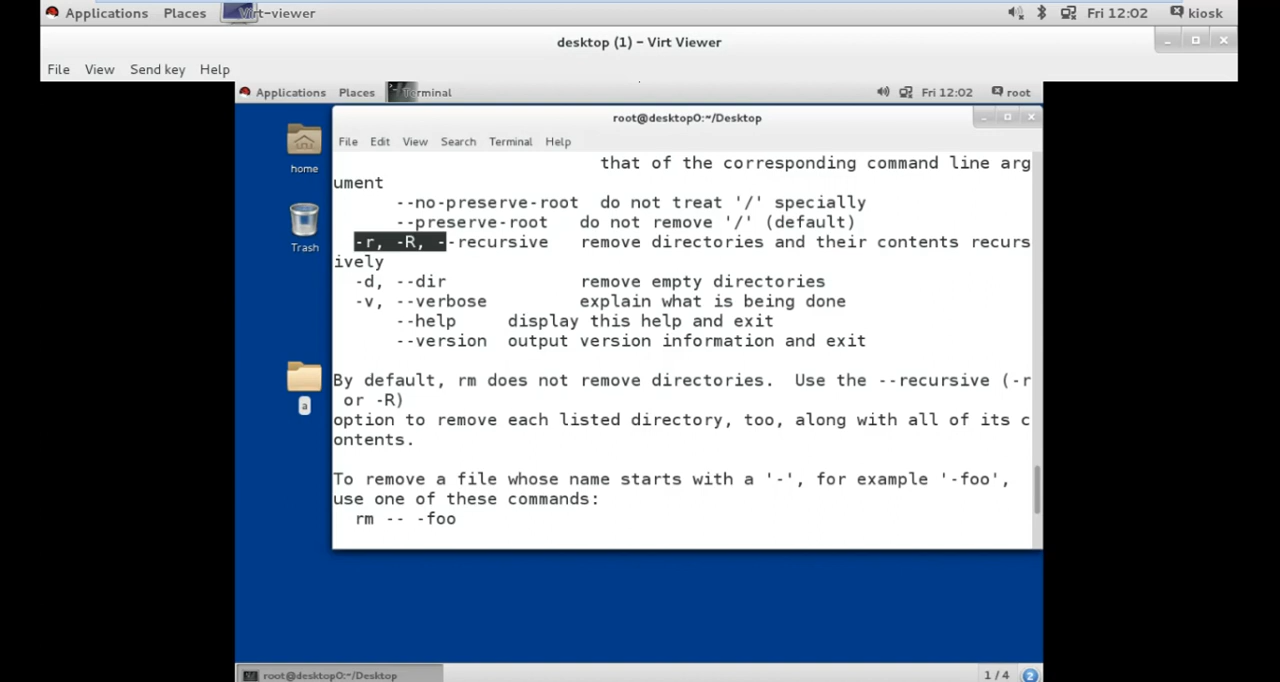 Applications Places Virt-viewer Fri 12:02 kiosk
desktop (1) – Virt Viewer
File View Send key Help
Applications Places Terminal Fri 12:02 root
root@desktop0:~/Desktop
File Edit View Search Terminal Help
home
Trash
a
that of the corresponding command line arg
ument
--no-preserve-root do not treat '/' specially
--preserve-root do not remove '/' (default)
-r, -R, --recursive remove directories and their contents recurs
ively
-d, --dir remove empty directories
-v, --verbose explain what is being done
--help display this help and exit
--version output version information and exit
By default, rm does not remove directories. Use the --recursive (-r
or -R)
option to remove each listed directory, too, along with all of its c
ontents.
To remove a file whose name starts with a '-', for example '-foo',
use one of these commands:
rm -- -foo
root@desktop0:~/Desktop 1 / 4 2